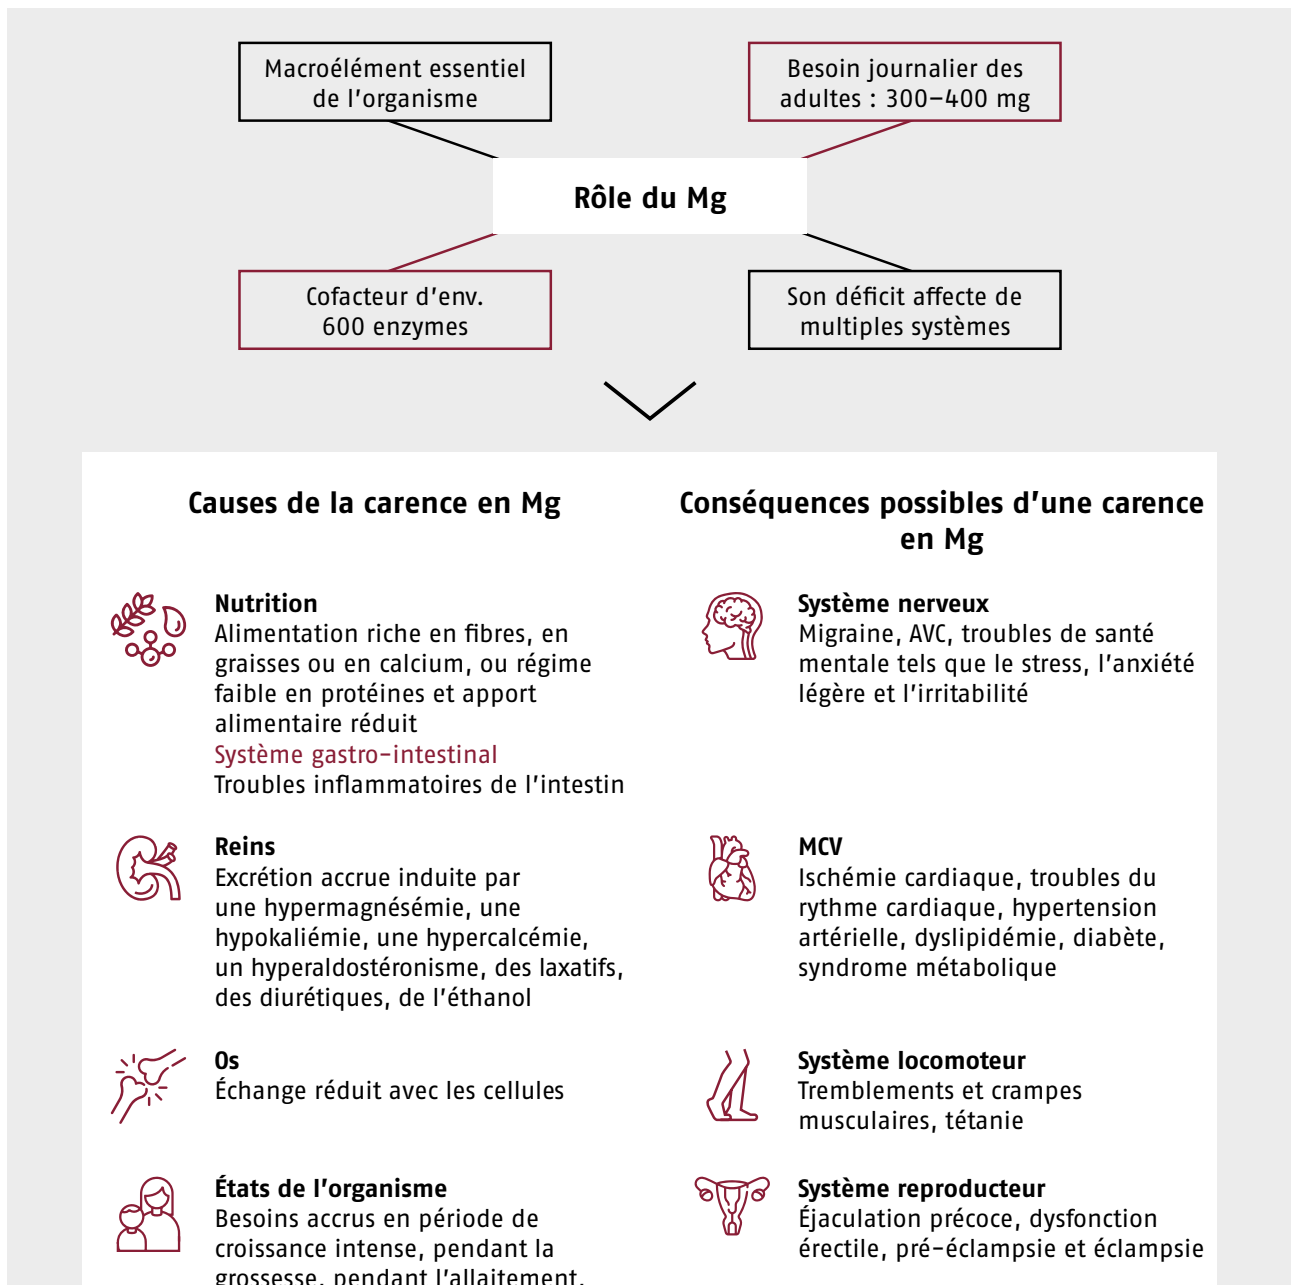 Macroélément essentiel
de l'organisme
Besoin journalier des
adultes : 300–400 mg
Rôle du Mg
Cofacteur d'env.
600 enzymes
Son déficit affecte de
multiples systèmes
Causes de la carence en Mg
Nutrition
Alimentation riche en fibres, en
graisses ou en calcium, ou régime
faible en protéines et apport
alimentaire réduit
Système gastro-intestinal
Troubles inflammatoires de l'intestin
Reins
Excrétion accrue induite par
une hypermagnésémie, une
hypokaliémie, une hypercalcémie,
un hyperaldostéronisme, des laxatifs,
des diurétiques, de l'éthanol
Os
Échange réduit avec les cellules
États de l'organisme
Besoins accrus en période de
croissance intense, pendant la
grossesse, pendant l'allaitement,
Conséquences possibles d'une carence
en Mg
Système nerveux
Migraine, AVC, troubles de santé
mentale tels que le stress, l'anxiété
légère et l'irritabilité
MCV
Ischémie cardiaque, troubles du
rythme cardiaque, hypertension
artérielle, dyslipidémie, diabète,
syndrome métabolique
Système locomoteur
Tremblements et crampes
musculaires, tétanie
Système reproducteur
Éjaculation précoce, dysfonction
érectile, pré-éclampsie et éclampsie